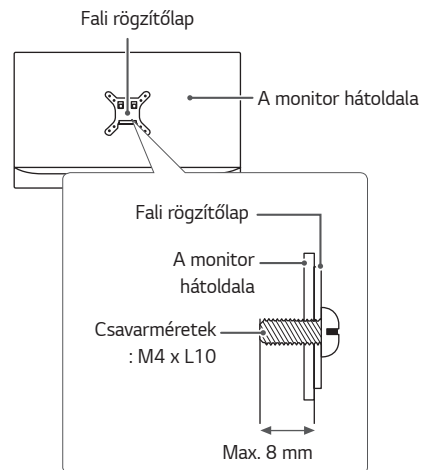 Fali rögzítőlap
A monitor hátoldala
Fali rögzítőlap
A monitor
hátoldala
Csavarméretek
: M4 x L10
Max. 8 mm